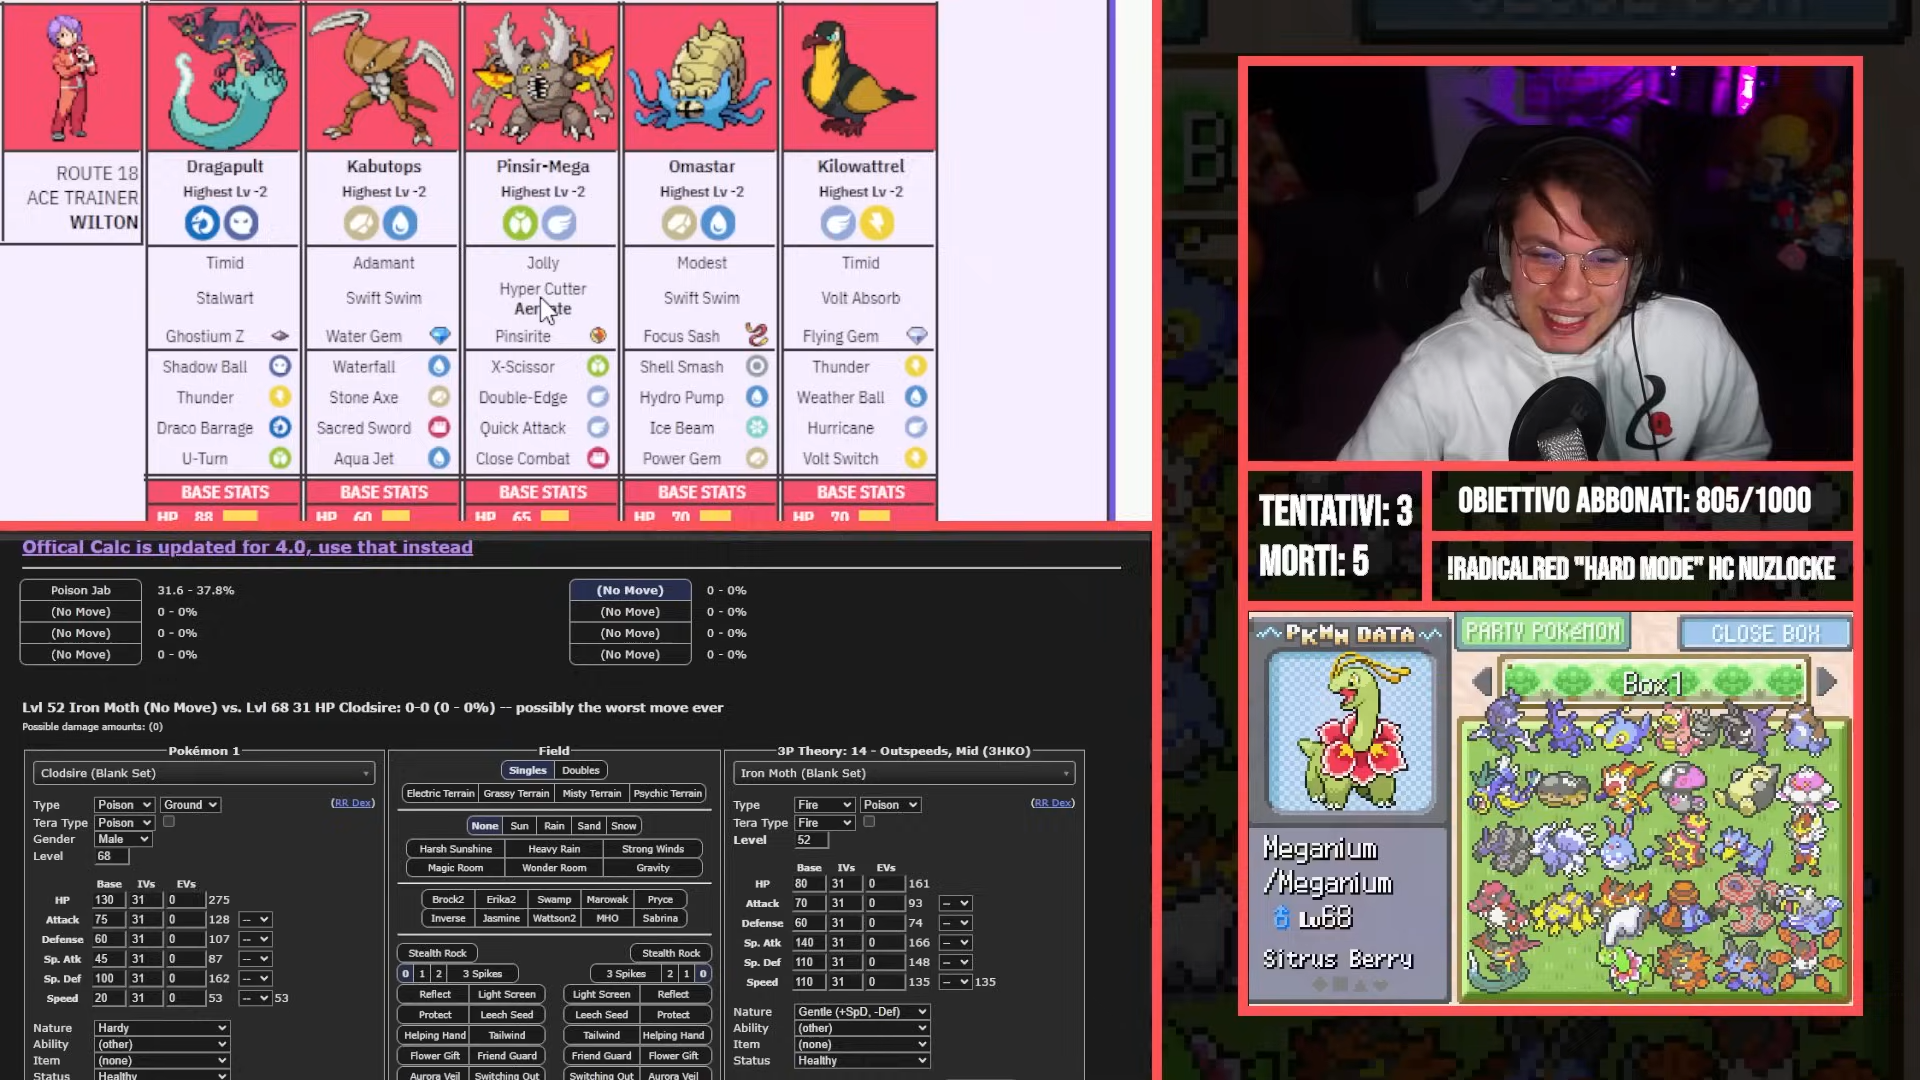 ROUTE 18
ACE TRAINER
WILTON
Dragapult
Highest Lv -2
Timid
Stalwart
Ghostium Z
Shadow Ball
Thunder
Draco Barrage
U-Turn
BASE STATS
HP 88
Kabutops
Highest Lv -2
Adamant
Swift Swim
Water Gem
Waterfall
Stone Axe
Sacred Sword
Aqua Jet
BASE STATS
HP 60
Pinsir-Mega
Highest Lv -2
Jolly
Hyper Cutter
Pinsirite
X-Scissor
Double-Edge
Quick Attack
Close Combat
BASE STATS
HP 65
Omastar
Highest Lv -2
Modest
Swift Swim
Focus Sash
Shell Smash
Hydro Pump
Ice Beam
Power Gem
BASE STATS
HP 70
Kilowattrel
Highest Lv -2
Timid
Volt Absorb
Flying Gem
Thunder
Weather Ball
Hurricane
Volt Switch
BASE STATS
HP 70
Offical Calc is updated for 4.0, use that instead
Poison Jab 31.6 - 37.8%
(No Move) 0 - 0%
(No Move) 0 - 0%
(No Move) 0 - 0%
(No Move) 0 - 0%
(No Move) 0 - 0%
(No Move) 0 - 0%
(No Move) 0 - 0%
Lvl 52 Iron Moth (No Move) vs. Lvl 68 31 HP Clodsire: 0-0 (0 - 0%) -- possibly the worst move ever
Possible damage amounts: (0)
Pokémon 1
Clodsire (Blank Set)
Type Poison Ground (RR Dex)
Tera Type Poison
Gender Male
Level 68
Base IVs EVs
HP 130 31 0 275
Attack 75 31 0 128 --
Defense 60 31 0 107 --
Sp. Atk 45 31 0 87 --
Sp. Def 100 31 0 162 --
Speed 20 31 0 53 -- 53
Nature Hardy
Ability (other)
Item (none)
Status Healthy
Field
Singles Doubles
Electric Terrain Grassy Terrain Misty Terrain Psychic Terrain
None Sun Rain Sand Snow
Harsh Sunshine Heavy Rain Strong Winds
Magic Room Wonder Room Gravity
Brock2 Erika2 Swamp Marowak Pryce
Inverse Jasmine Wattson2 MHO Sabrina
Stealth Rock Stealth Rock
0 1 2 3 Spikes 3 Spikes 2 1 0
Reflect Light Screen Light Screen Reflect
Protect Leech Seed Leech Seed Protect
Helping Hand Tailwind Tailwind Helping Hand
Flower Gift Friend Guard Friend Guard Flower Gift
Aurora Veil Switching Out Switching Out Aurora Veil
3P Theory: 14 - Outspeeds, Mid (3HKO)
Iron Moth (Blank Set)
Type Fire Poison (RR Dex)
Tera Type Fire
Level 52
Base IVs EVs
HP 80 31 0 161
Attack 70 31 0 93 --
Defense 60 31 0 74 --
Sp. Atk 140 31 0 166 --
Sp. Def 110 31 0 148 --
Speed 110 31 0 135 -- 135
Nature Gentle (+SpD, -Def)
Ability (other)
Item (none)
Status Healthy
TENTATIVI: 3
MORTI: 5
OBIETTIVO ABBONATI: 805/1000
!RADICALRED "HARD MODE" HC NUZLOCKE
PKMN DATA
PARTY POKéMON
CLOSE BOX
Box1
Meganium
/Meganium
♂ Lv68
Sitrus Berry